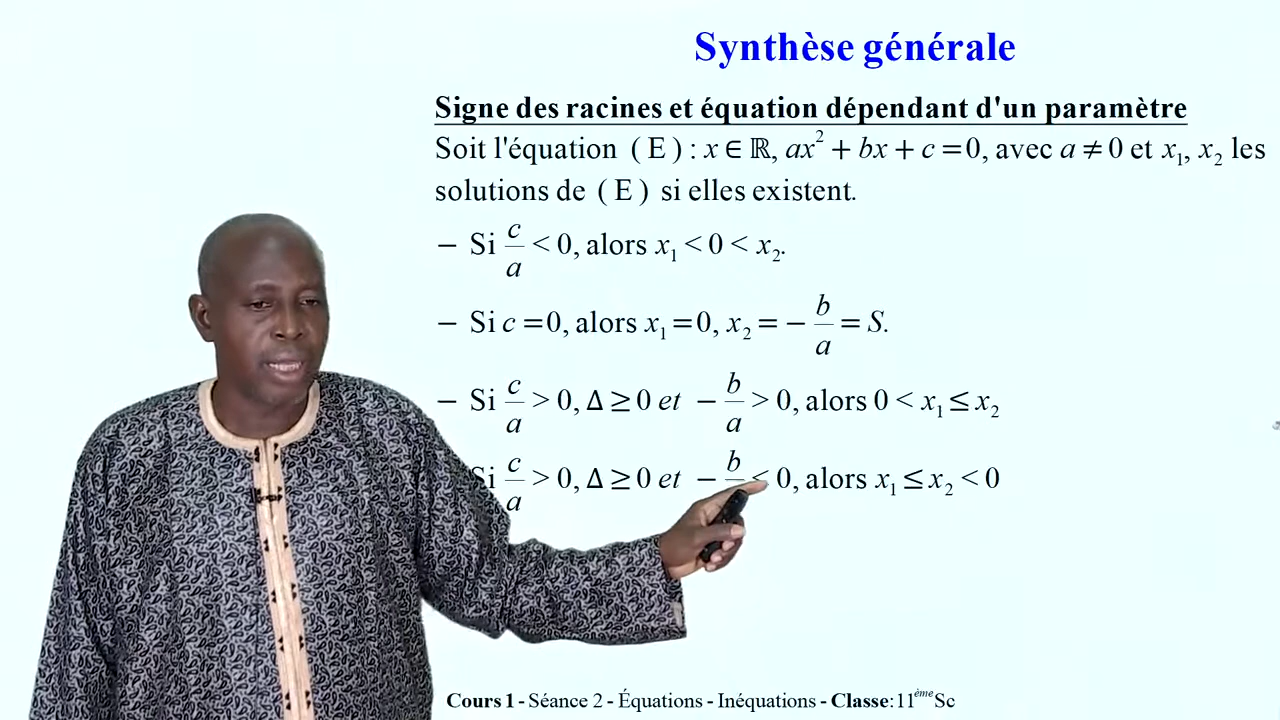 Synthèse générale
Signe des racines et équation dépendant d'un paramètre
Soit l'équation ( E ) : x ∈ ℝ, ax² + bx + c = 0, avec a ≠ 0 et x₁, x₂ les
solutions de ( E ) si elles existent.
– Si c/a < 0, alors x₁ < 0 < x₂.
– Si c = 0, alors x₁ = 0, x₂ = – b/a = S.
– Si c/a > 0, Δ ≥ 0 et – b/a > 0, alors 0 < x₁ ≤ x₂
Si c/a > 0, Δ ≥ 0 et – b < 0, alors x₁ ≤ x₂ < 0
Cours 1 - Séance 2 - Équations - Inéquations - Classe: 11ème Sc